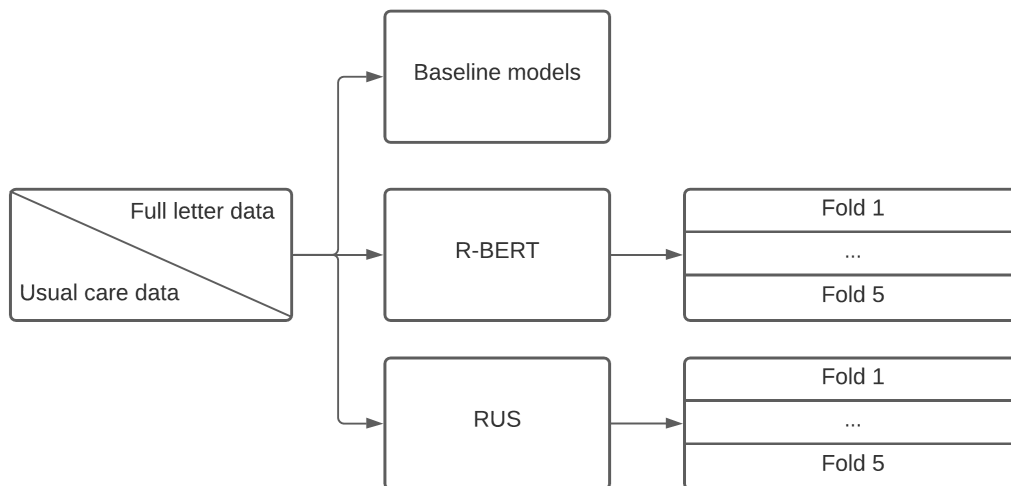 Baseline models
Full letter data
Usual care data
R-BERT
Fold 1
...
Fold 5
RUS
Fold 1
...
Fold 5